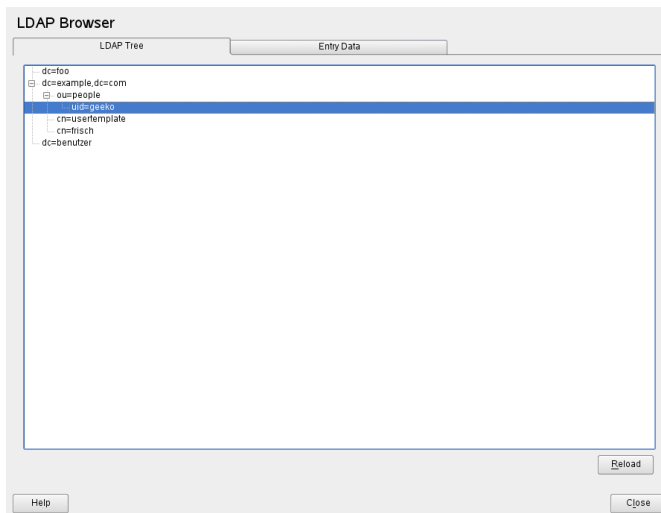 LDAP Browser
LDAP Tree
Entry Data
dc=foo
dc=example,dc=com
ou=people
uid=geeko
cn=usertemplate
cn=frisch
dc=benutzer
Reload
Help
Close